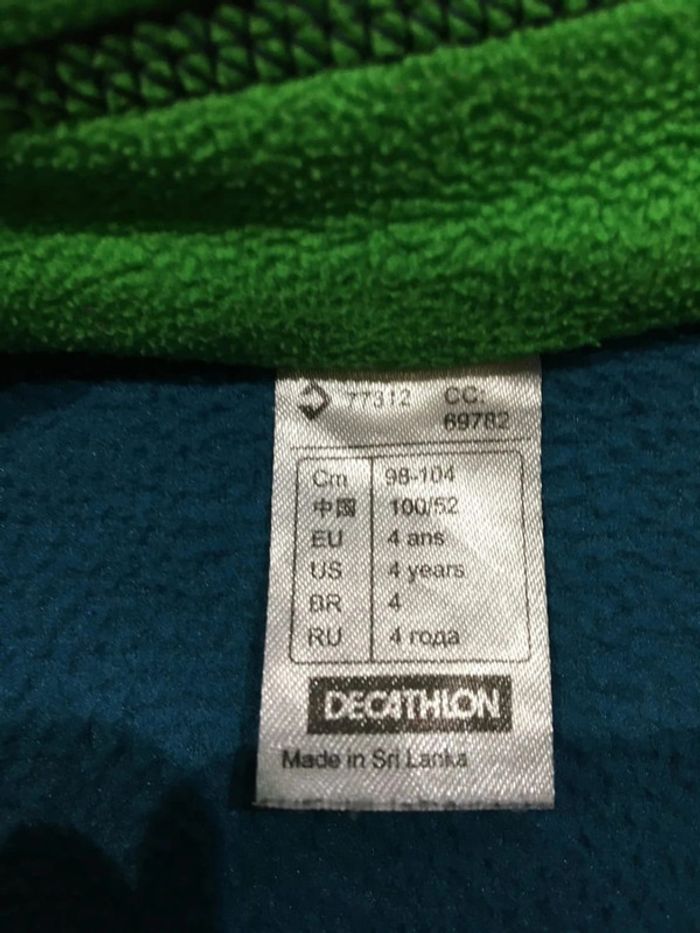 77312 CC:
69782
Cm 98-104
中国 100/52
EU 4 ans
US 4 years
BR 4
RU 4 года
DECATHLON
Made in Sri Lanka